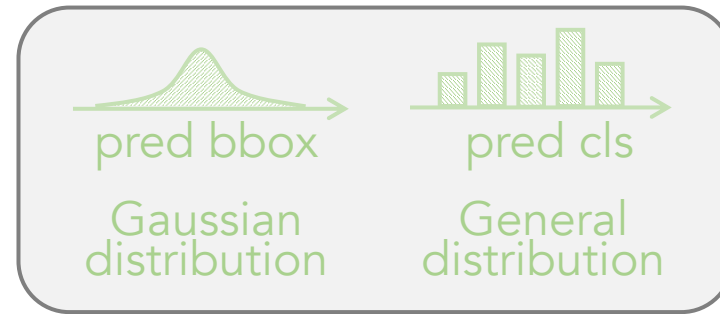 pred bbox
pred cls
Gaussian
distribution
General
distribution